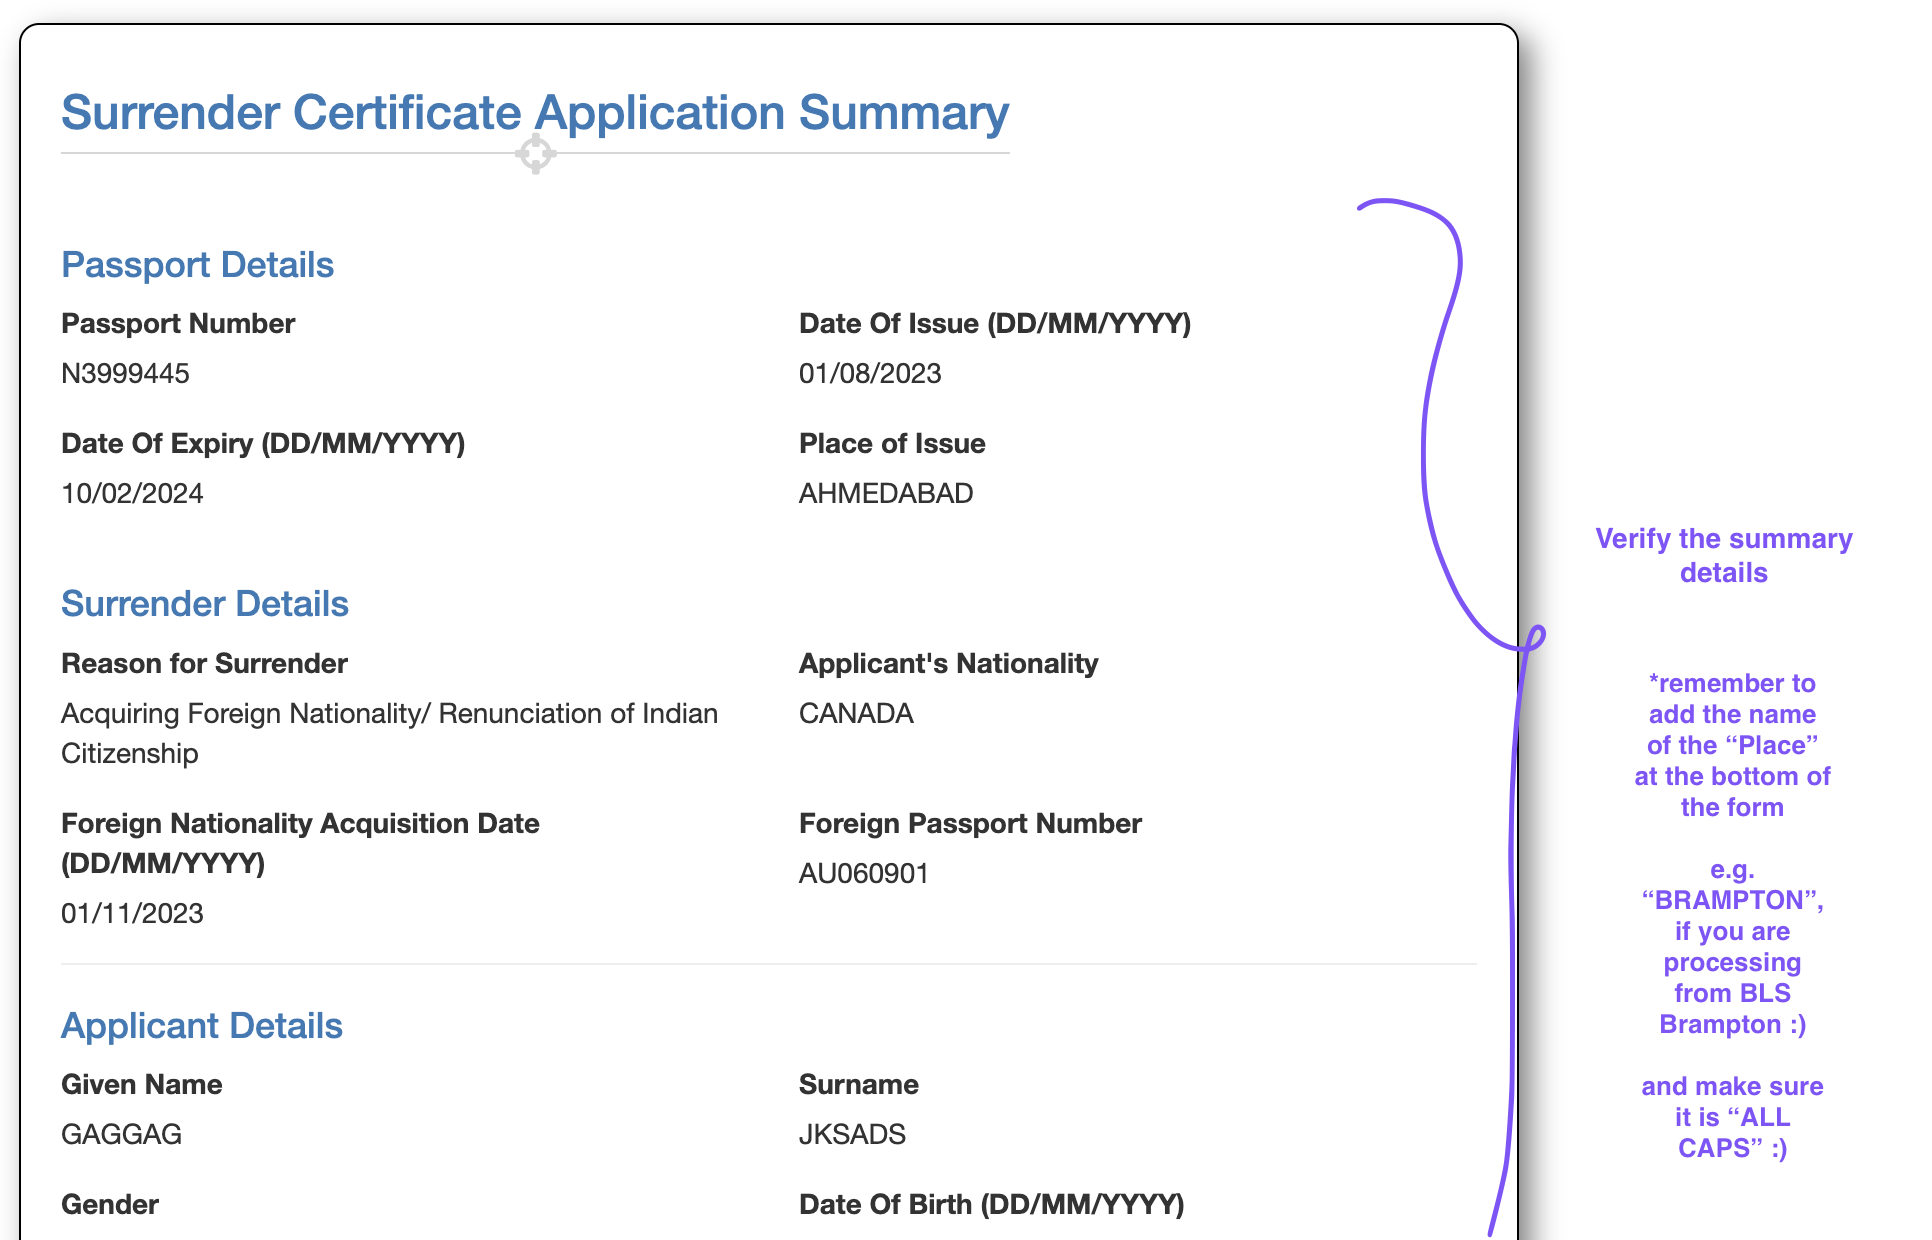 Surrender Certificate Application Summary
Passport Details
Passport Number
Date Of Issue (DD/MM/YYYY)
N3999445
01/08/2023
Date Of Expiry (DD/MM/YYYY)
Place of Issue
10/02/2024
AHMEDABAD
Surrender Details
Reason for Surrender
Applicant's Nationality
Acquiring Foreign Nationality/ Renunciation of Indian
Citizenship
CANADA
Foreign Nationality Acquisition Date
(DD/MM/YYYY)
Foreign Passport Number
01/11/2023
AU060901
Applicant Details
Given Name
Surname
GAGGAG
JKSADS
Gender
Date Of Birth (DD/MM/YYYY)
Verify the summary
details
*remember to
add the name
of the “Place”
at the bottom of
the form
e.g.
“BRAMPTON”,
if you are
processing
from BLS
Brampton :)
and make sure
it is “ALL
CAPS” :)